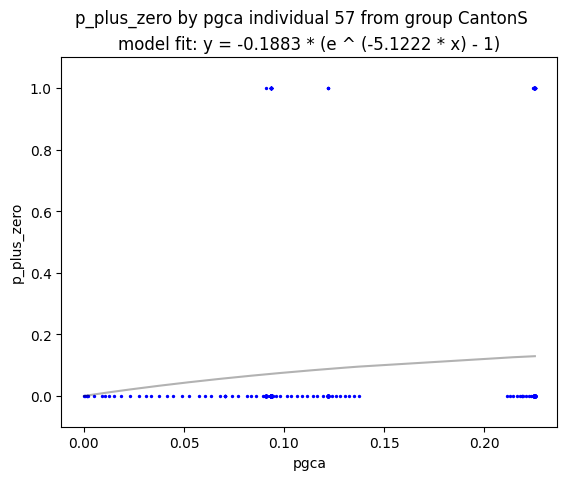 p_plus_zero by pgca individual 57 from group CantonS
model fit: y = -0.1883 * (e ^ (-5.1222 * x) - 1)
1.0
0.8
0.6
0.4
0.2
0.0
p_plus_zero
0.00 0.05 0.10 0.15 0.20
pgca